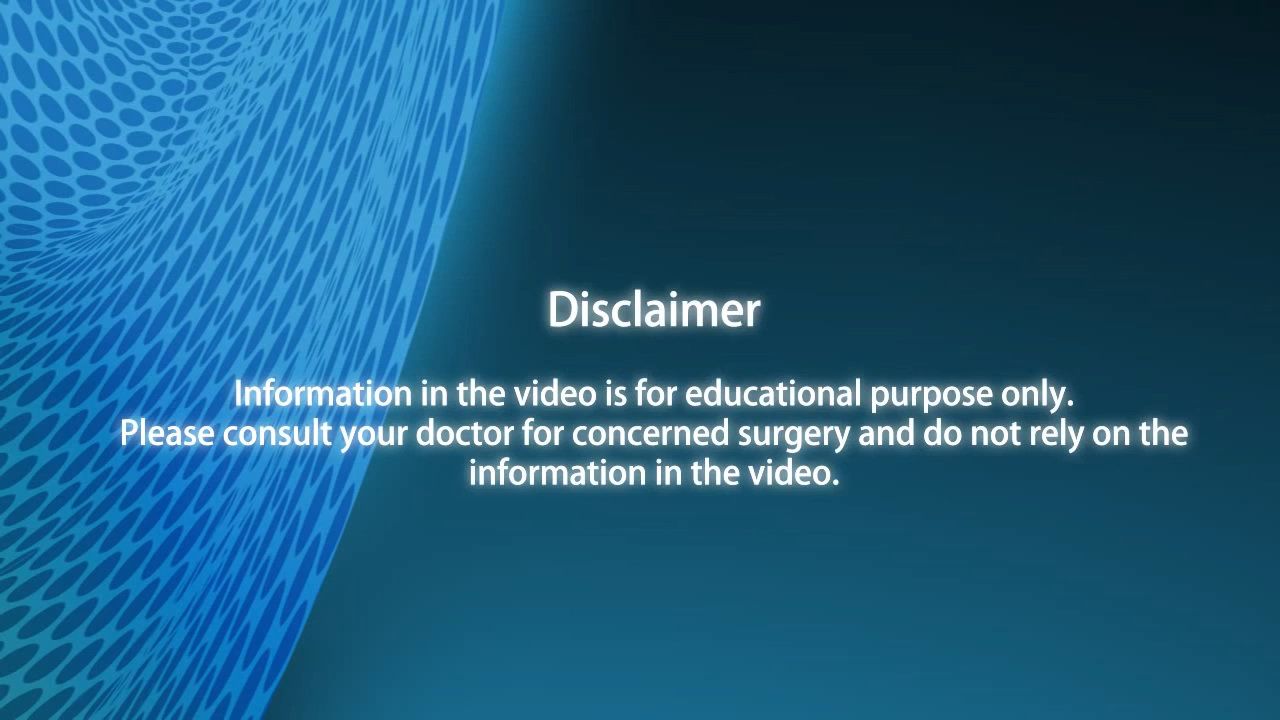 Disclaimer
Information in the video is for educational purpose only.
Please consult your doctor for concerned surgery and do not rely on the
information in the video.